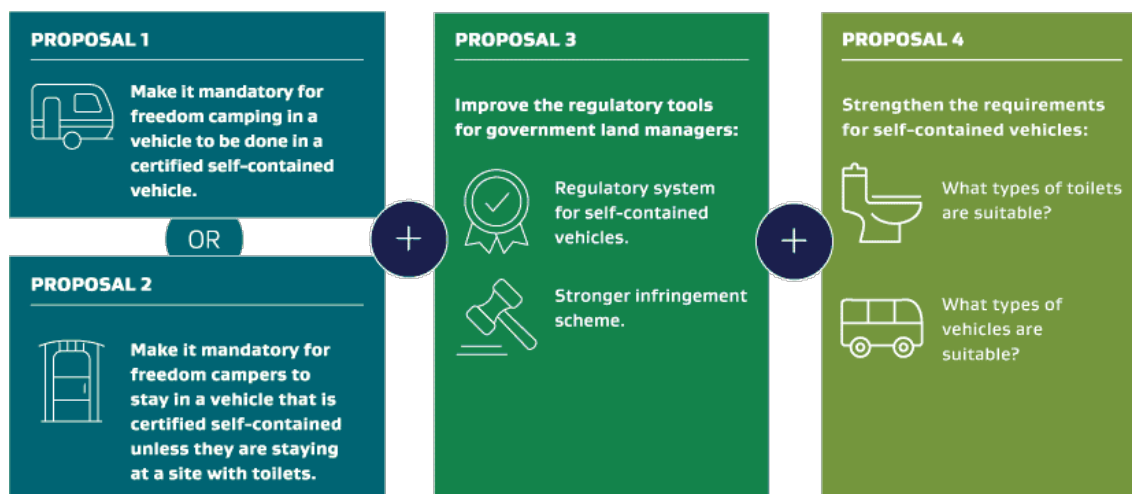 PROPOSAL 1
Make it mandatory for
freedom camping in a
vehicle to be done in a
certified self-contained
vehicle.
OR
PROPOSAL 2
Make it mandatory for
freedom campers to
stay in a vehicle that is
certified self-contained
unless they are staying
at a site with toilets.
+
PROPOSAL 3
Improve the regulatory tools
for government land managers:
Regulatory system
for self-contained
vehicles.
Stronger infringement
scheme.
+
PROPOSAL 4
Strengthen the requirements
for self-contained vehicles:
What types of toilets
are suitable?
What types of
vehicles are
suitable?